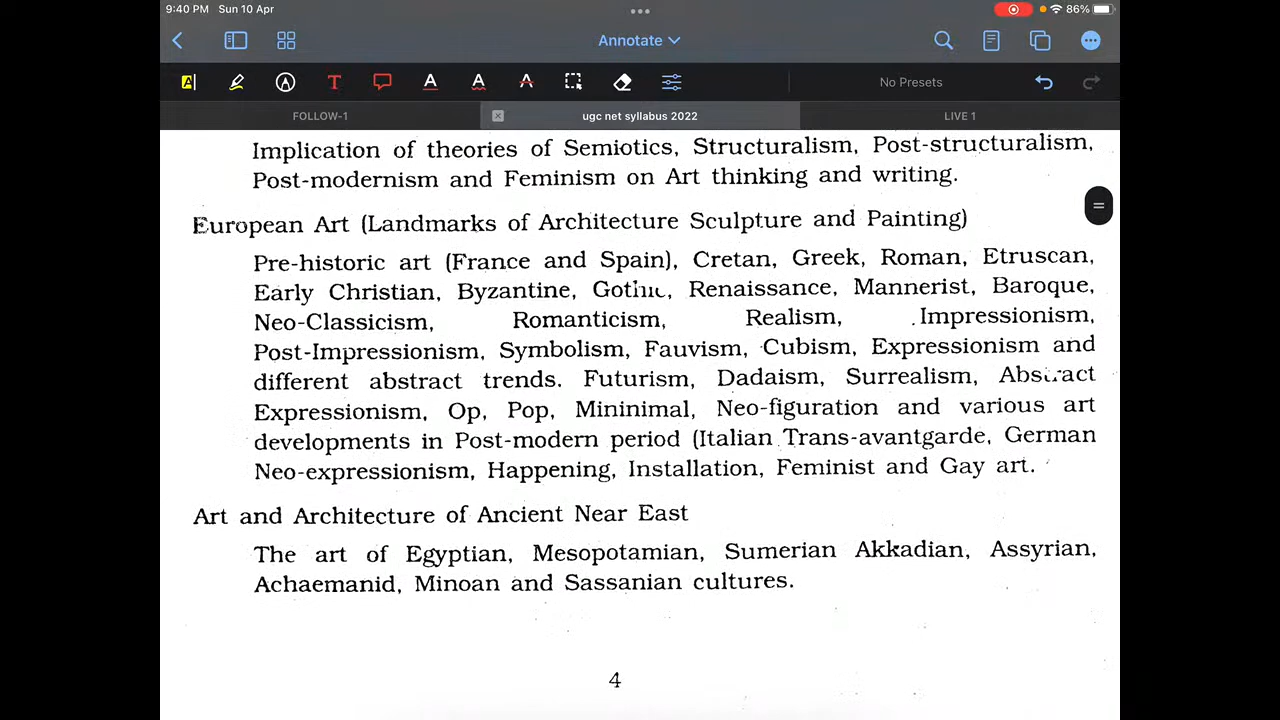 9:40 PM Sun 10 Apr
86%
Annotate
No Presets
FOLLOW-1
ugc net syllabus 2022
LIVE 1
Implication of theories of Semiotics, Structuralism, Post-structuralism,
Post-modernism and Feminism on Art thinking and writing.
European Art (Landmarks of Architecture Sculpture and Painting)
Pre-historic art (France and Spain), Cretan, Greek, Roman, Etruscan,
Early Christian, Byzantine, Gothic, Renaissance, Mannerist, Baroque,
Neo-Classicism, Romanticism, Realism, Impressionism,
Post-Impressionism, Symbolism, Fauvism, Cubism, Expressionism and
different abstract trends. Futurism, Dadaism, Surrealism, Abstract
Expressionism, Op, Pop, Mininimal, Neo-figuration and various art
developments in Post-modern period (Italian Trans-avantgarde, German
Neo-expressionism, Happening, Installation, Feminist and Gay art.
Art and Architecture of Ancient Near East
The art of Egyptian, Mesopotamian, Sumerian Akkadian, Assyrian,
Achaemanid, Minoan and Sassanian cultures.
4